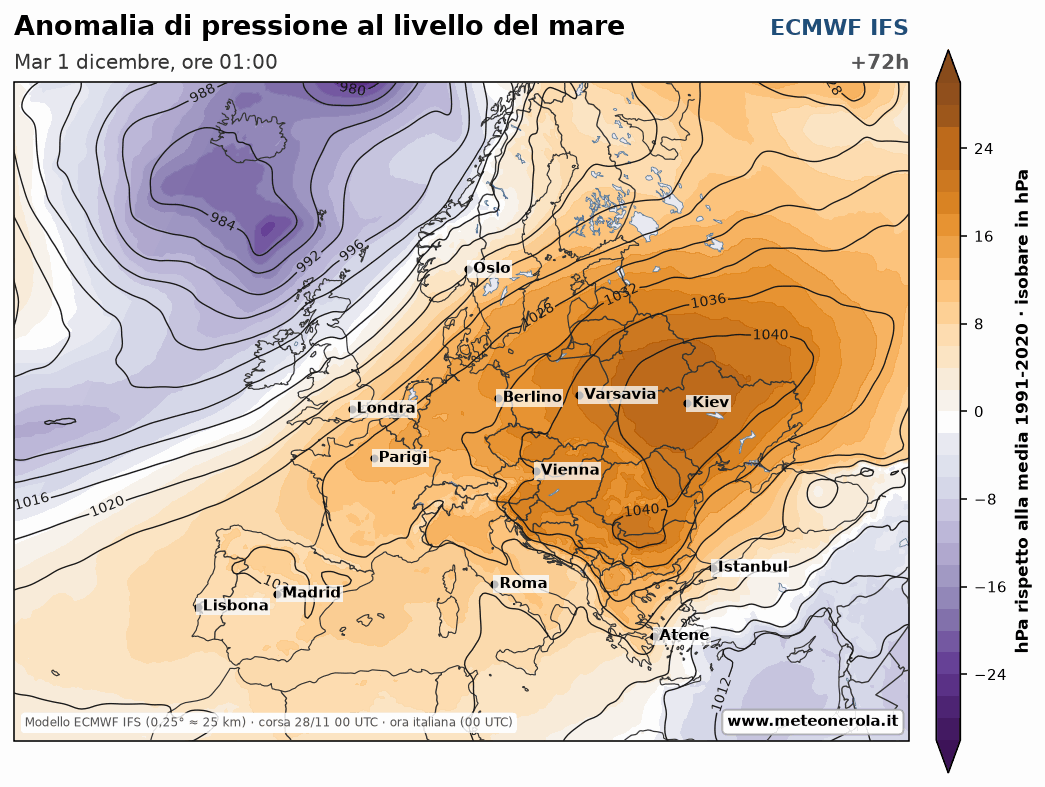 Anomalia di pressione al livello del mare
ECMWF IFS
Mar 1 dicembre, ore 01:00
+72h
988
980
984
992
996
1016
1020
1028
1032
1036
1040
1040
1012
Oslo
Londra
Berlino
Varsavia
Kiev
Parigi
Vienna
Roma
Istanbul
Madrid
Lisbona
Atene
24
16
8
0
−8
−16
−24
hPa rispetto alla media 1991-2020 · isobare in hPa
Modello ECMWF IFS (0,25° ≈ 25 km) · corsa 28/11 00 UTC · ora italiana (00 UTC)
www.meteonerola.it